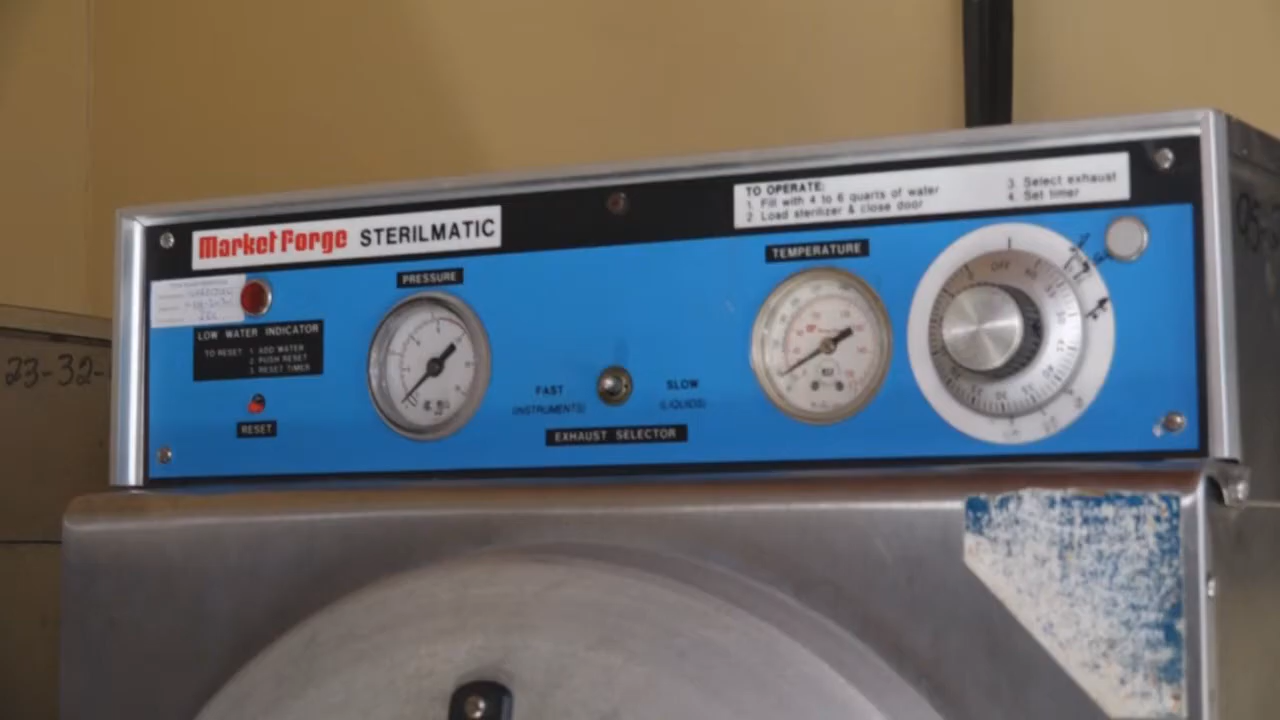 Market Forge STERILMATIC
TO OPERATE:
1. Fill with 4 to 6 quarts of water
2. Load sterilizer & close door
3. Select exhaust
4. Set timer
PRESSURE
TEMPERATURE
LOW WATER INDICATOR
TO RESET: 1. ADD WATER
2. PUSH RESET
3. RESET TIMER
RESET
FAST
(INSTRUMENTS)
SLOW
(LIQUIDS)
EXHAUST SELECTOR
OFF
23-32-